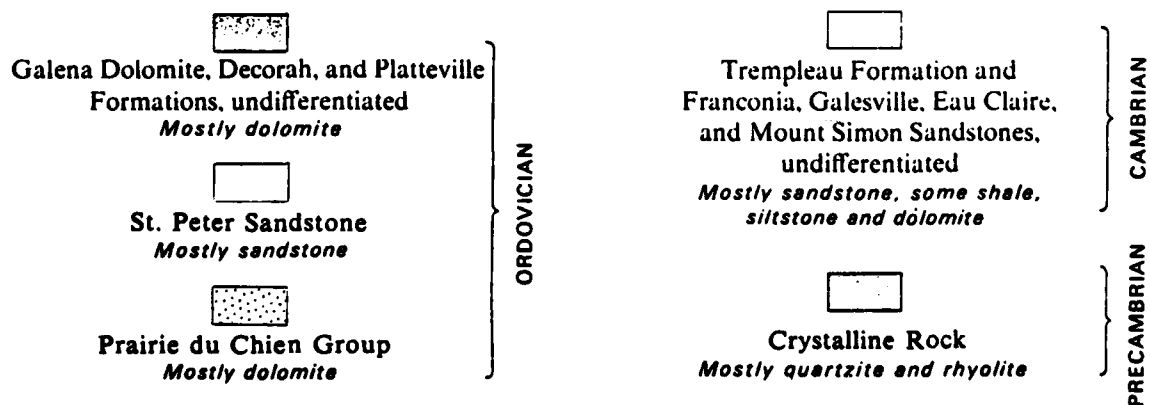 Galena Dolomite, Decorah, and Platteville
Formations, undifferentiated
Mostly dolomite
St. Peter Sandstone
Mostly sandstone
Prairie du Chien Group
Mostly dolomite
ORDOVICIAN
Trempleau Formation and
Franconia, Galesville, Eau Claire,
and Mount Simon Sandstones,
undifferentiated
Mostly sandstone, some shale,
siltstone and dolomite
CAMBRIAN
Crystalline Rock
Mostly quartzite and rhyolite
PRECAMBRIAN